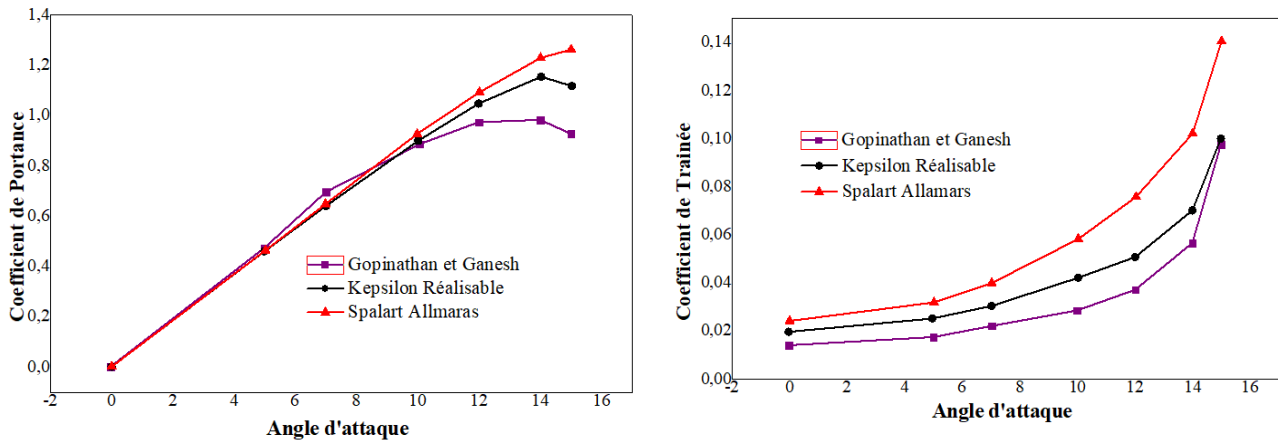 1,4
1,2
1,0
0,8
0,6
0,4
0,2
0,0
Coefficient de Portance
Gopinathan et Ganesh
Kepsilon Réalisable
Spalart Allmaras
-2 0 2 4 6 8 10 12 14 16
Angle d'attaque
0,14
0,12
0,10
0,08
0,06
0,04
0,02
0,00
Coefficient de Trainée
Gopinathan et Ganesh
Kepsilon Réalisable
Spalart Allamars
-2 0 2 4 6 8 10 12 14 16
Angle d'attaque